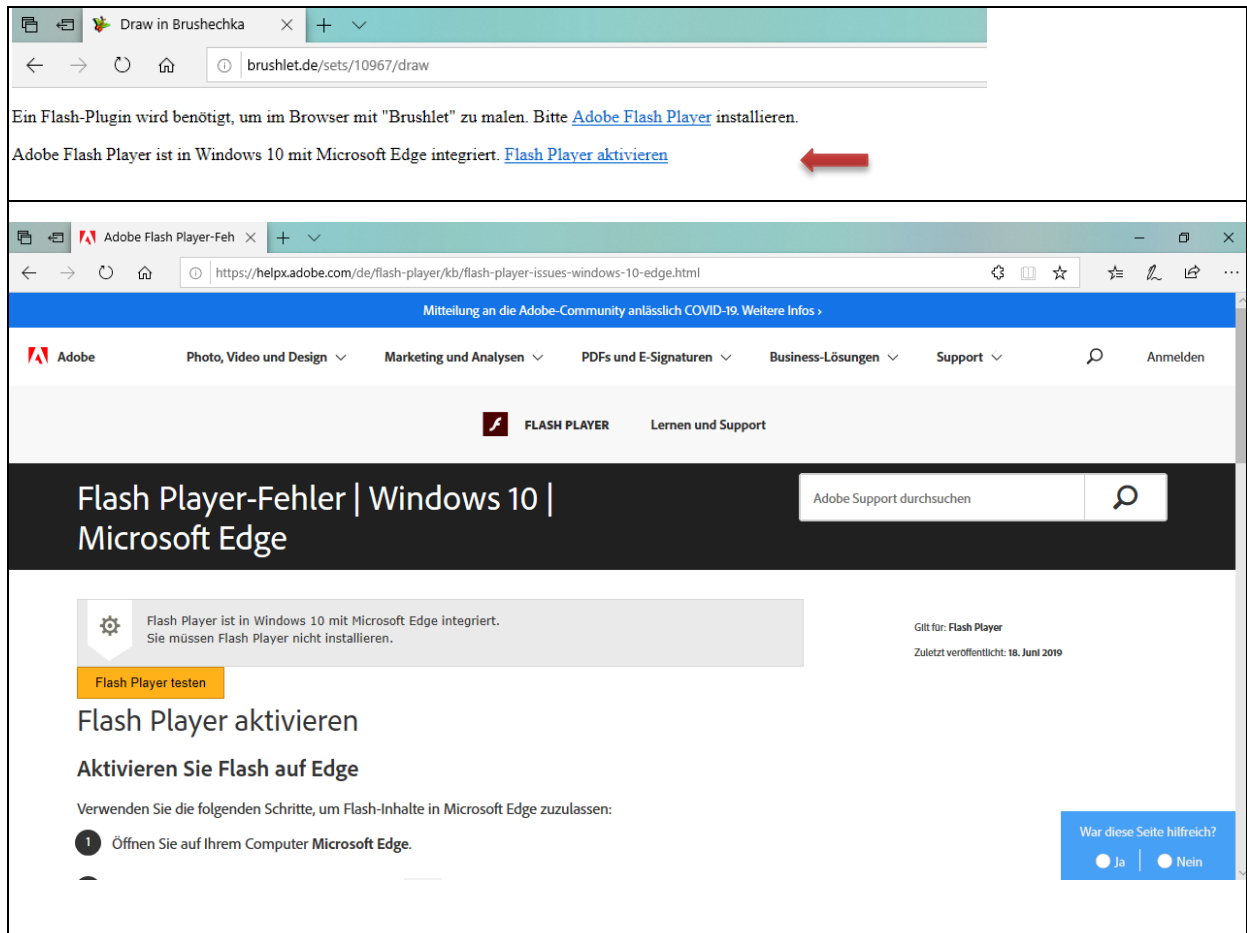 Draw in Brushechka
brushlet.de/sets/10967/draw
Ein Flash-Plugin wird benötigt, um im Browser mit "Brushlet" zu malen. Bitte Adobe Flash Player installieren.
Adobe Flash Player ist in Windows 10 mit Microsoft Edge integriert. Flash Player aktivieren
Adobe Flash Player-Feh
https://helpx.adobe.com/de/flash-player/kb/flash-player-issues-windows-10-edge.html
Mitteilung an die Adobe-Community anlässlich COVID-19. Weitere Infos ›
Adobe Photo, Video und Design Marketing und Analysen PDFs und E-Signaturen Business-Lösungen Support Anmelden
FLASH PLAYER Lernen und Support
Flash Player-Fehler | Windows 10 |
Microsoft Edge
Adobe Support durchsuchen
Flash Player ist in Windows 10 mit Microsoft Edge integriert.
Sie müssen Flash Player nicht installieren.
Gilt für: Flash Player
Zuletzt veröffentlicht: 18. Juni 2019
Flash Player testen
Flash Player aktivieren
Aktivieren Sie Flash auf Edge
Verwenden Sie die folgenden Schritte, um Flash-Inhalte in Microsoft Edge zuzulassen:
1 Öffnen Sie auf Ihrem Computer Microsoft Edge.
War diese Seite hilfreich?
Ja Nein